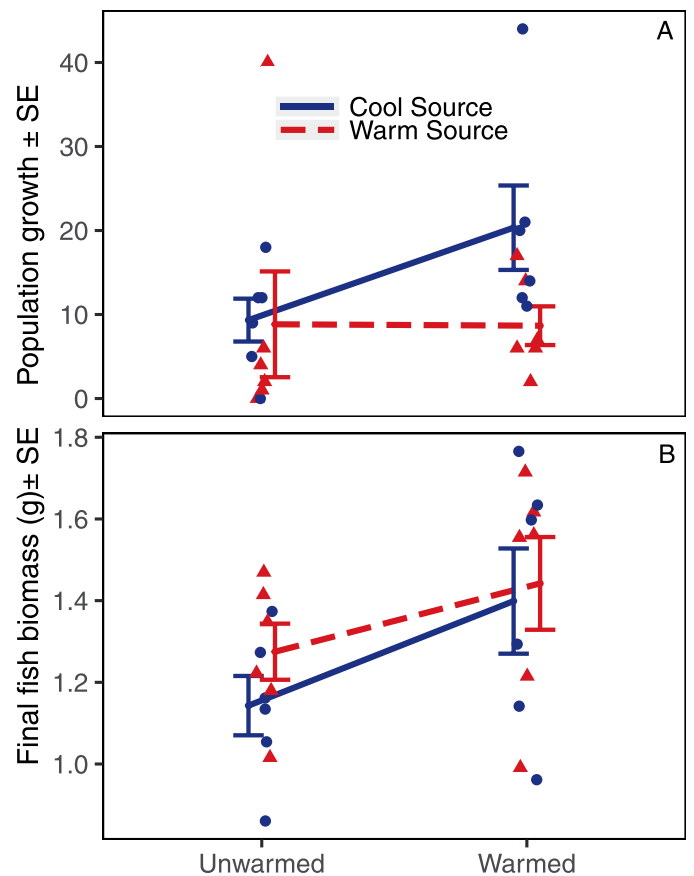 A
Population growth ± SE
40
30
20
10
0
Cool Source
Warm Source
B
Final fish biomass (g)± SE
1.8
1.6
1.4
1.2
1.0
Unwarmed
Warmed